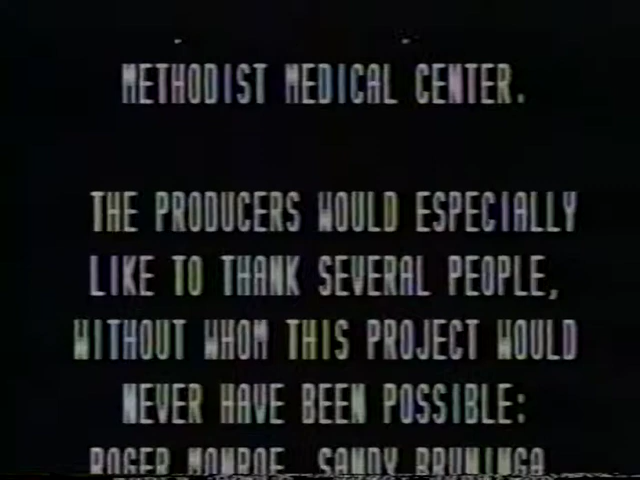 METHODIST MEDICAL CENTER.
THE PRODUCERS WOULD ESPECIALLY
LIKE TO THANK SEVERAL PEOPLE,
WITHOUT WHOM THIS PROJECT WOULD
NEVER HAVE BEEN POSSIBLE:
ROGER MONROE, SANDY BRUNINGA